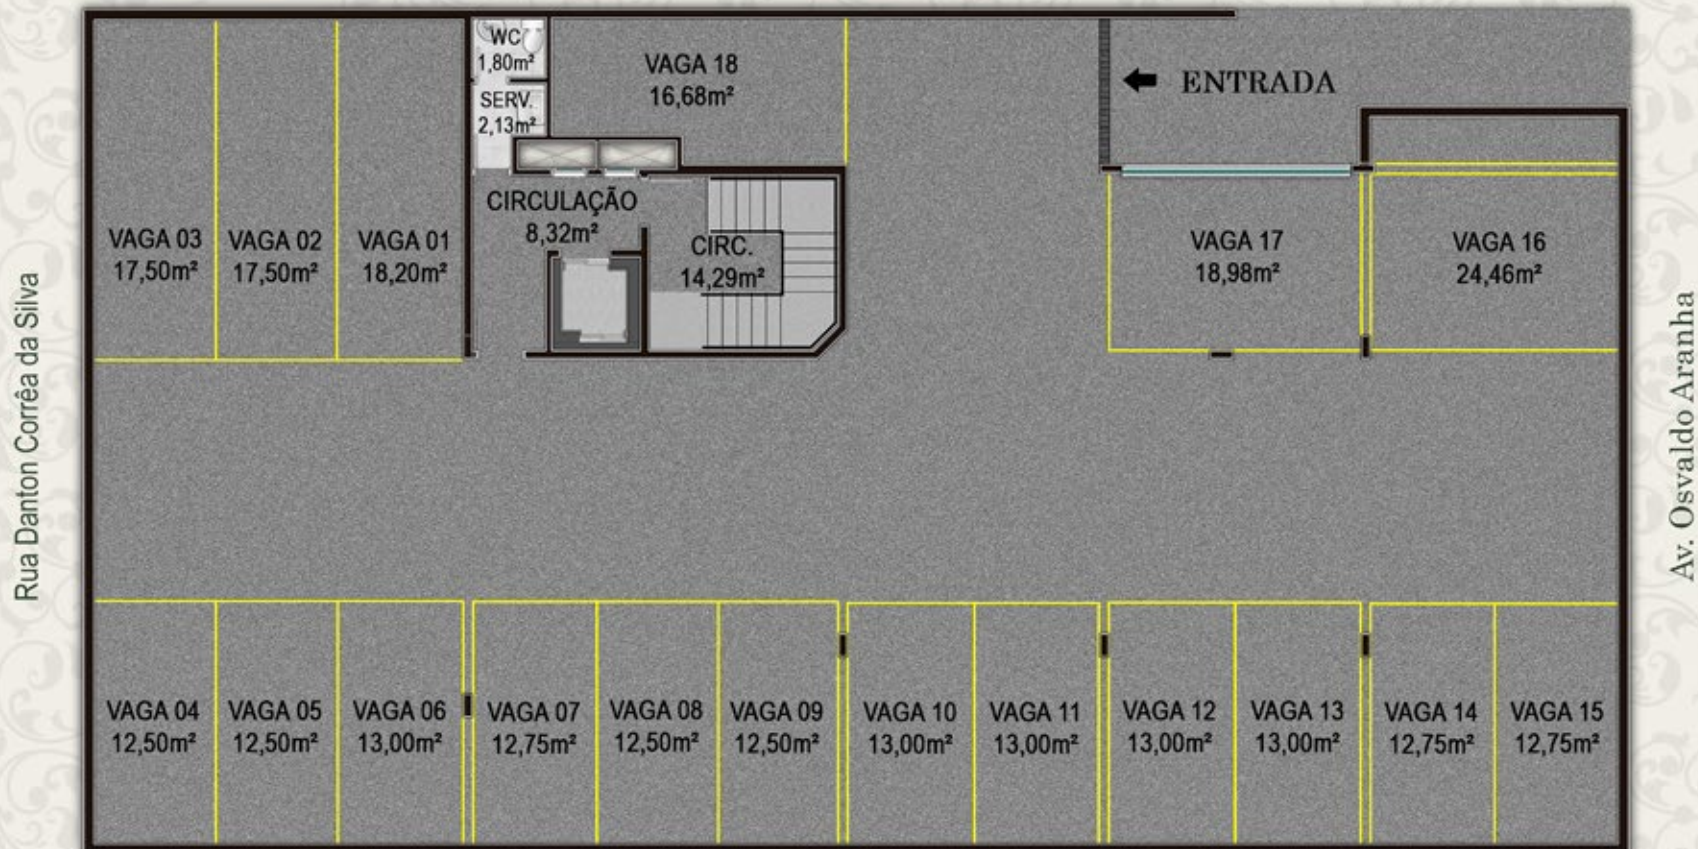 WC
1,80m²
SERV.
2,13m²
VAGA 18
16,68m²
ENTRADA
VAGA 03
17,50m²
VAGA 02
17,50m²
VAGA 01
18,20m²
CIRCULAÇÃO
8,32m²
CIRC.
14,29m²
VAGA 17
18,98m²
VAGA 16
24,46m²
Rua Danton Corrêa da Silva
Av. Osvaldo Aranha
VAGA 04
12,50m²
VAGA 05
12,50m²
VAGA 06
13,00m²
VAGA 07
12,75m²
VAGA 08
12,50m²
VAGA 09
12,50m²
VAGA 10
13,00m²
VAGA 11
13,00m²
VAGA 12
13,00m²
VAGA 13
13,00m²
VAGA 14
12,75m²
VAGA 15
12,75m²